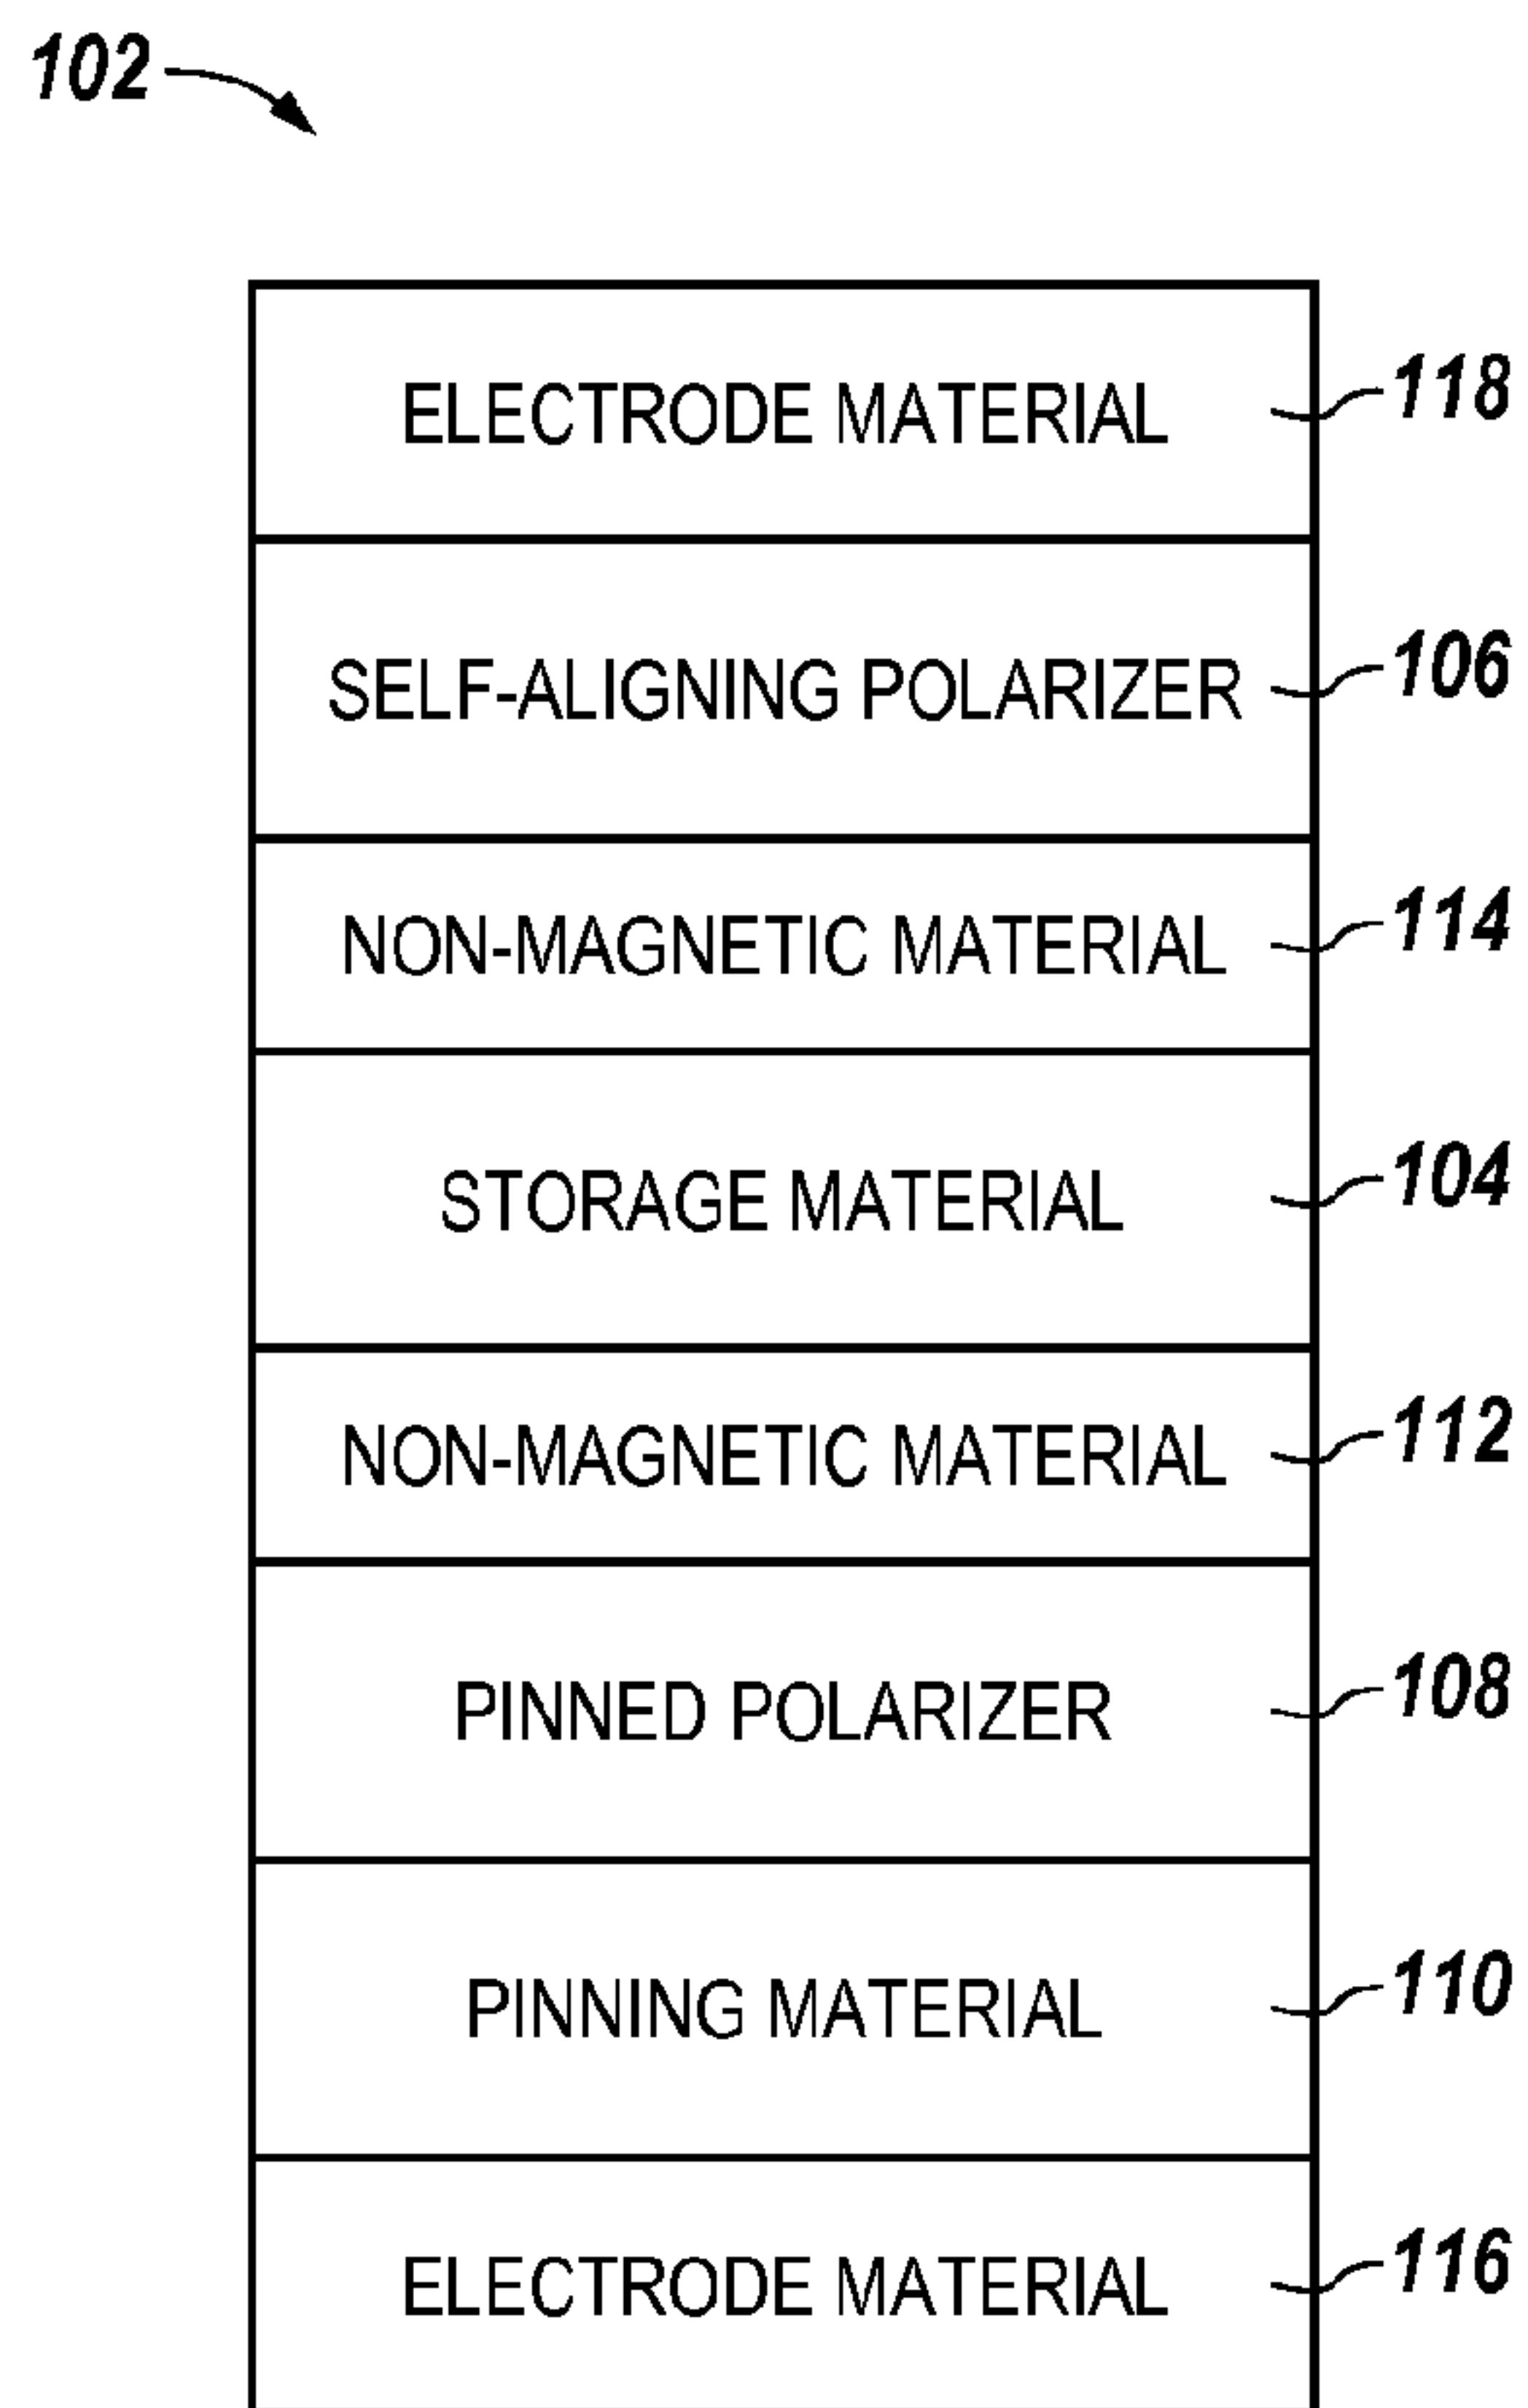 102
ELECTRODE MATERIAL 118
SELF-ALIGNING POLARIZER 106
NON-MAGNETIC MATERIAL 114
STORAGE MATERIAL 104
NON-MAGNETIC MATERIAL 112
PINNED POLARIZER 108
PINNING MATERIAL 110
ELECTRODE MATERIAL 116